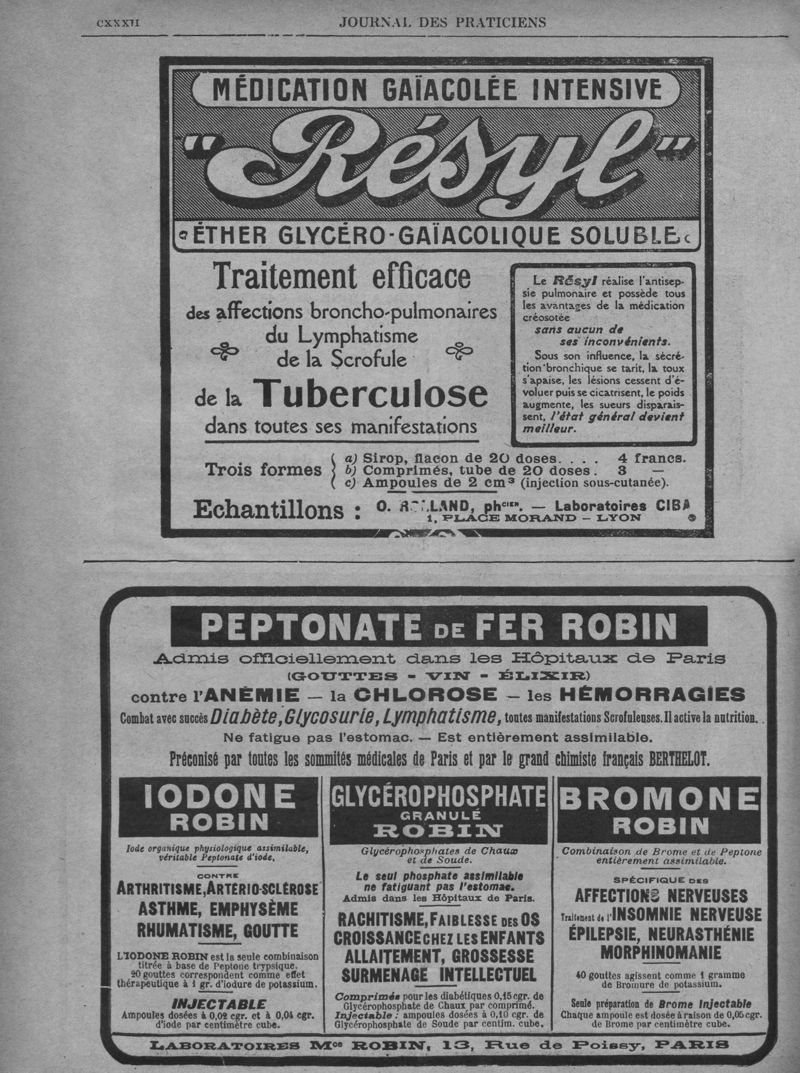 CXXXII
JOURNAL DES PRATICIENS
MÉDICATION GAÏACOLÉE INTENSIVE
"Résyl"
ÉTHER GLYCÉRO-GAÏACOLIQUE SOLUBLE
Traitement efficace
des affections broncho-pulmonaires
du Lymphatisme
de la Scrofule
de la Tuberculose
dans toutes ses manifestations
Le Résyl réalise l'antisep-
sie pulmonaire et possède tous
les avantages de la médication
créosotée
sans aucun de
ses inconvénients.
Sous son influence, la sécré-
tion bronchique se tarit, la toux
s'apaise, les lésions cessent d'é-
voluer puis se cicatrisent, le poids
augmente, les sueurs disparais-
sent, l'état général devient
meilleur.
Trois formes
a) Sirop, flacon de 20 doses. . . . 4 francs.
b) Comprimés, tube de 20 doses . 3 —
c) Ampoules de 2 cm³ (injection sous-cutanée).
Echantillons : O. phcien. — Laboratoires CIBA
1, PLACE MORAND — LYON
PEPTONATE DE FER ROBIN
Admis officiellement dans les Hôpitaux de Paris
(GOUTTES - VIN - ÉLIXIR)
contre l'ANÉMIE — la CHLOROSE — les HÉMORRAGIES
Combat avec succès Diabète, Glycosurie, Lymphatisme, toutes manifestations Scrofuleuses. Il active la nutrition.
Ne fatigue pas l'estomac. — Est entièrement assimilable.
Préconisé par toutes les sommités médicales de Paris et par le grand chimiste français BERTHELOT.
IODONE
ROBIN
Iode organique physiologique assimilable,
véritable Peptonate d'iode,
CONTRE
ARTHRITISME, ARTÉRIO-SCLÉROSE
ASTHME, EMPHYSÈME
RHUMATISME, GOUTTE
L'IODONE ROBIN est la seule combinaison
titrée à base de Peptone trypsique.
20 gouttes correspondent comme effet
thérapeutique à 1 gr. d'iodure de potassium.
INJECTABLE
Ampoules dosées à 0,02 cgr. et à 0,04 cgr.
d'iode par centimètre cube.
GLYCÉROPHOSPHATE
GRANULÉ
ROBIN
Glycérophosphates de Chaux
et de Soude.
Le seul phosphate assimilable
ne fatiguant pas l'estomac.
Admis dans les Hôpitaux de Paris.
RACHITISME, FAIBLESSE DES OS
CROISSANCE CHEZ LES ENFANTS
ALLAITEMENT, GROSSESSE
SURMENAGE INTELLECTUEL
Comprimés pour les diabétiques 0,15 cgr. de
Glycérophosphate de Chaux par comprimé.
Injectable : ampoules dosées à 0,10 cgr. de
Glycérophosphate de Soude par centim. cube.
BROMONE
ROBIN
Combinaison de Brome et de Peptone
entièrement assimilable.
SPÉCIFIQUE DES
AFFECTIONS NERVEUSES
Traitement de l'INSOMNIE NERVEUSE
ÉPILEPSIE, NEURASTHÉNIE
MORPHINOMANIE
40 gouttes agissent comme 1 gramme
de Bromure de potassium.
Seule préparation de Brome Injectable
Chaque ampoule est dosée à raison de 0,05 cgr.
de Brome par centimètre cube.
LABORATOIRES Mce ROBIN, 13, Rue de Poissy, PARIS